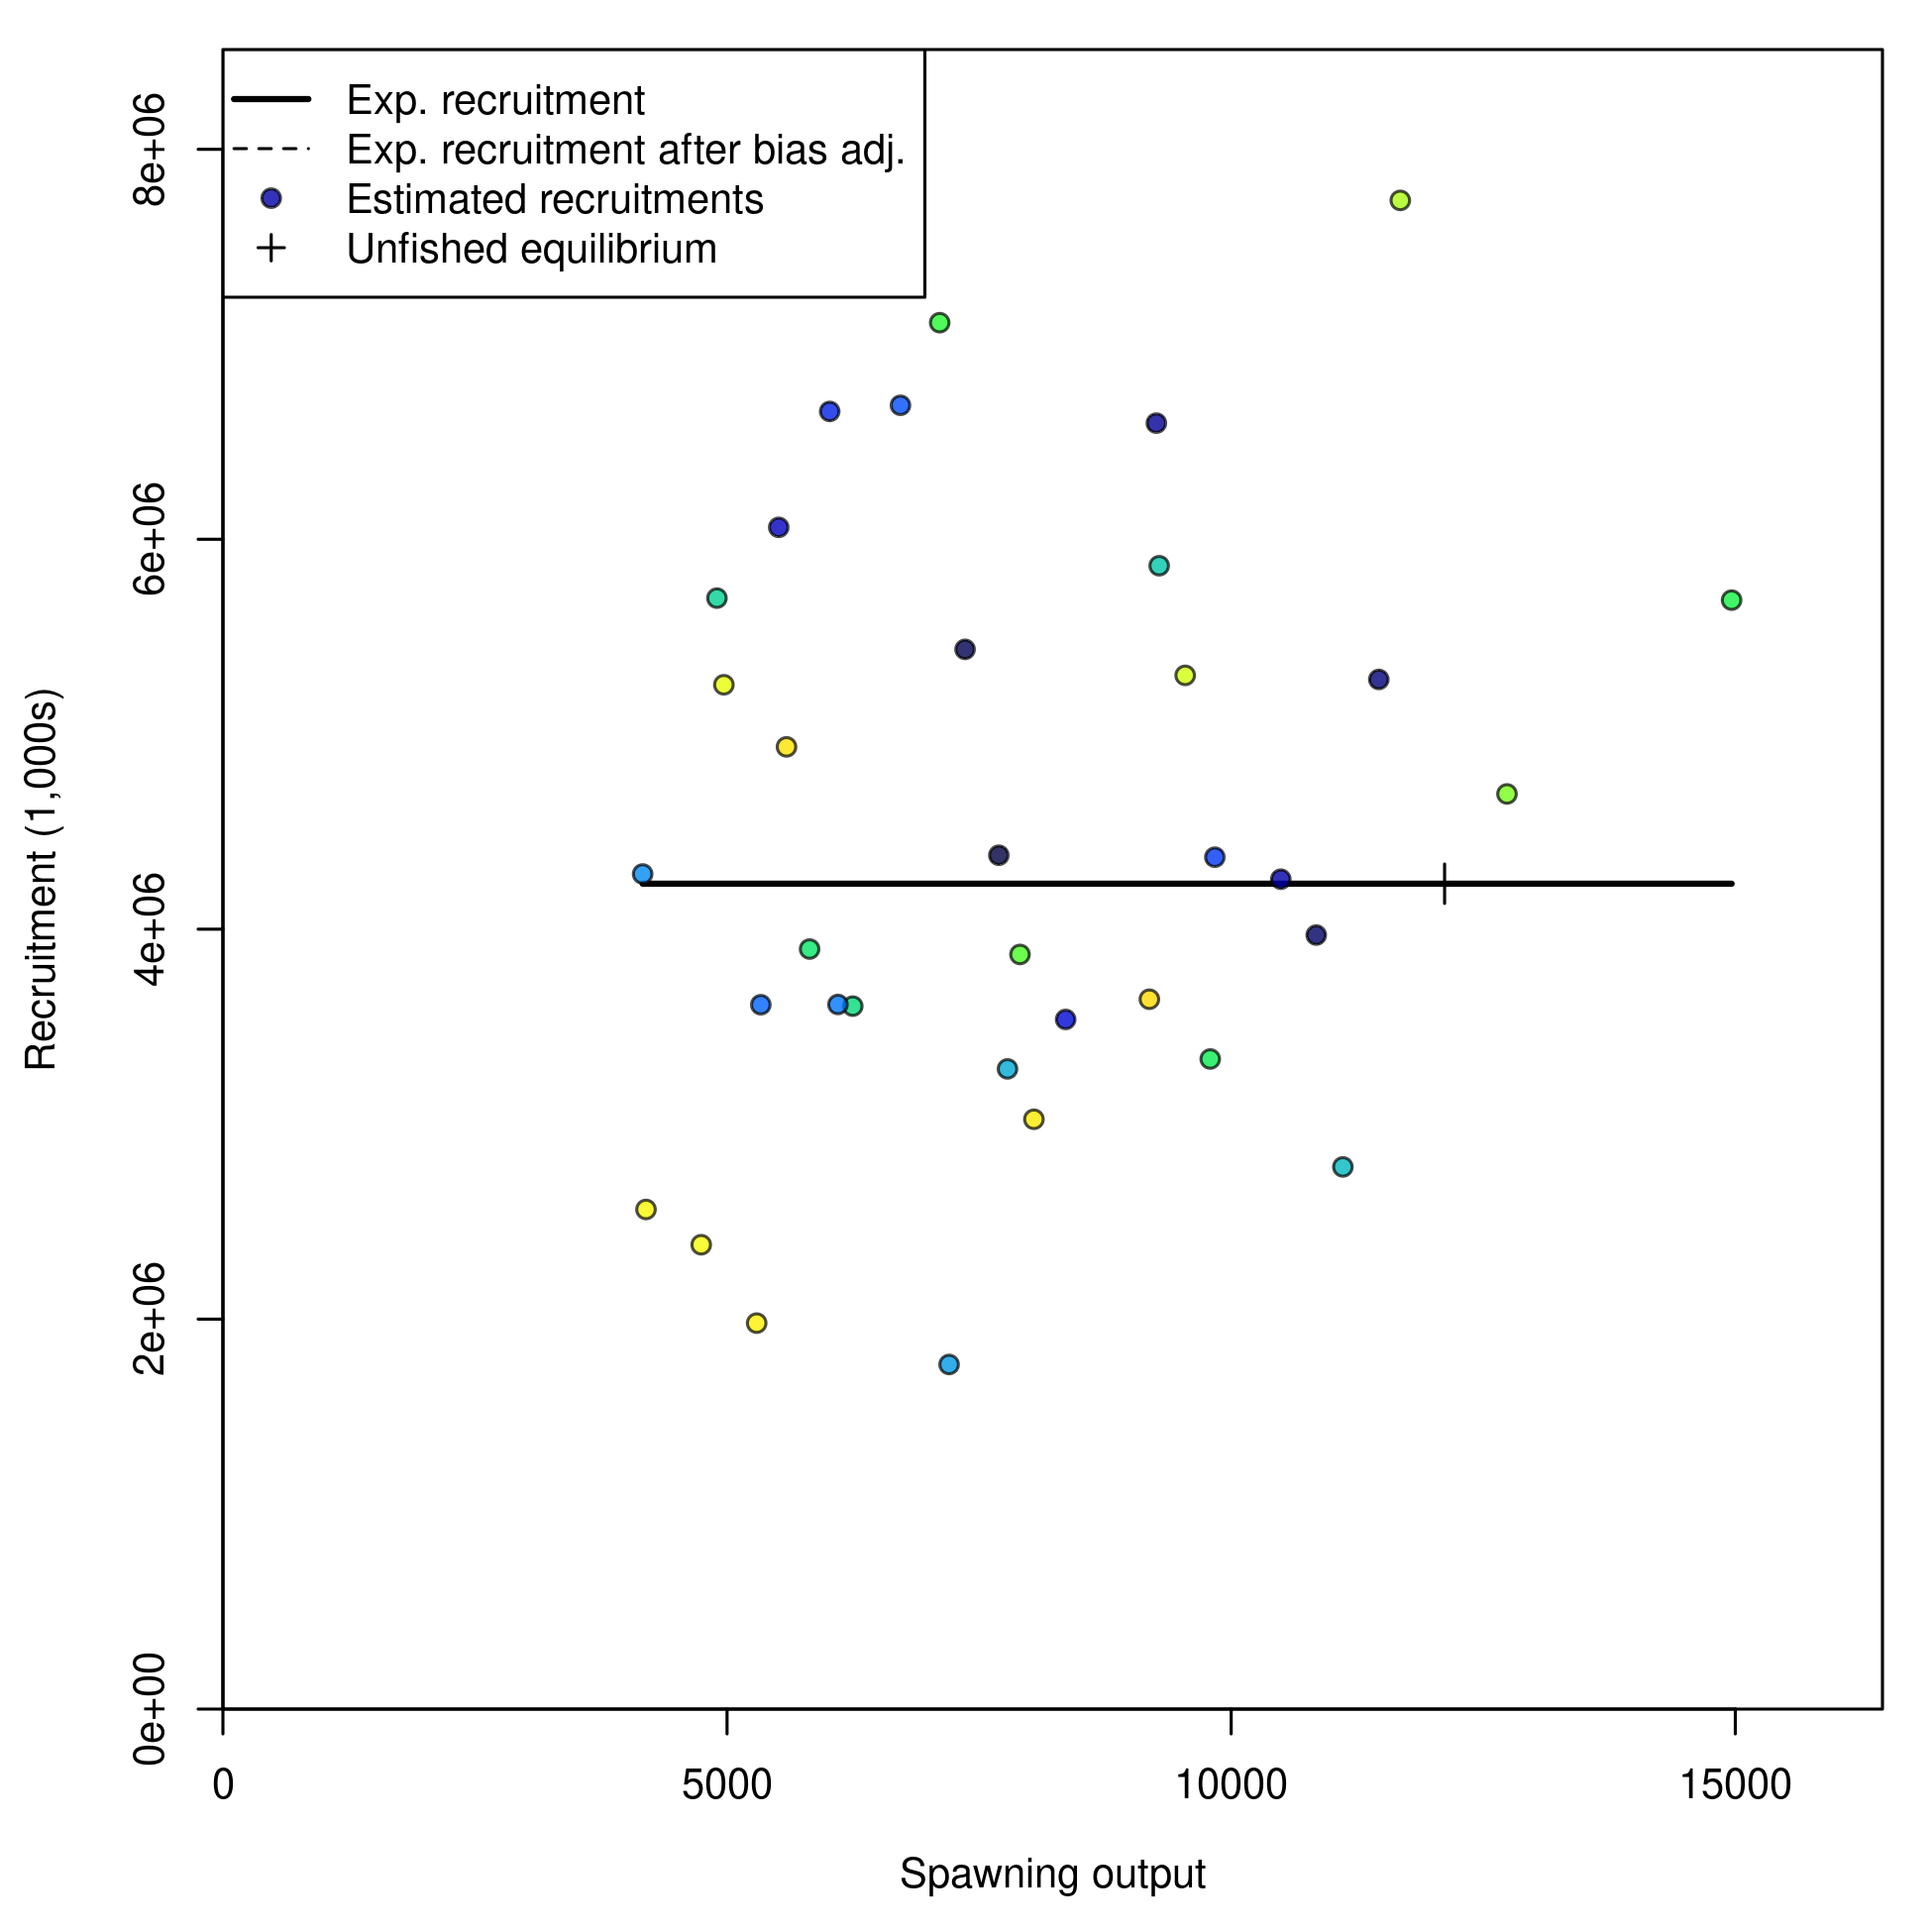 Exp. recruitment
Exp. recruitment after bias adj.
Estimated recruitments
Unfished equilibrium
8e+06
6e+06
4e+06
2e+06
0e+00
Recruitment (1,000s)
0 5000 10000 15000
Spawning output